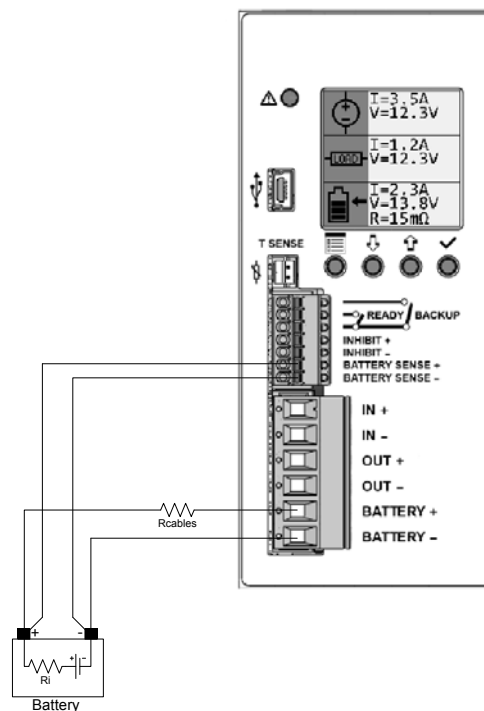 I=3.5A
V=12.3V
LOAD
I=1.2A
V=12.3V
I=2.3A
V=13.8V
R=15mΩ
T SENSE
READY BACKUP
INHIBIT +
INHIBIT –
BATTERY SENSE +
BATTERY SENSE –
IN +
IN –
OUT +
OUT –
BATTERY +
BATTERY –
Rcables
+ -
+ -
Ri
Battery